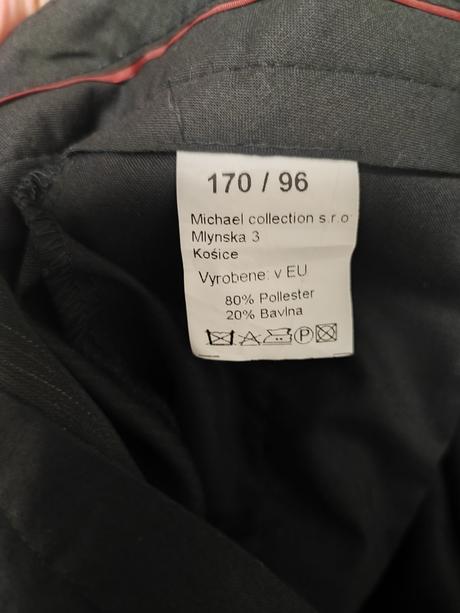 170 / 96
Michael collection s.r.o
Mlynska 3
Košice
Vyrobene: v EU
80% Pollester
20% Bavlna
P